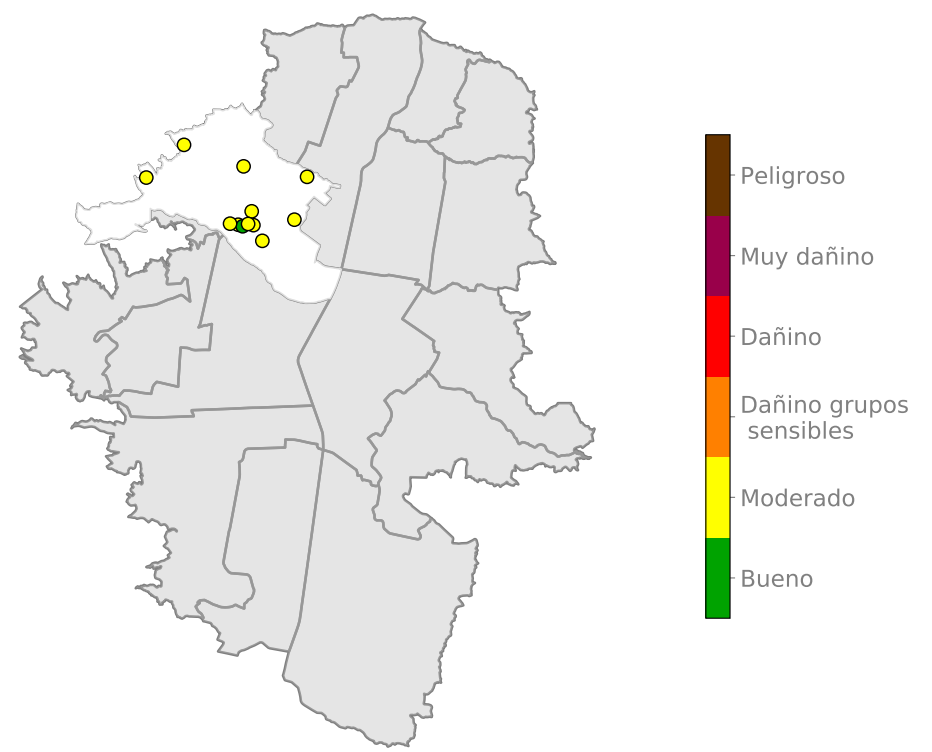 Peligroso
Muy dañino
Dañino
Dañino grupos
sensibles
Moderado
Bueno